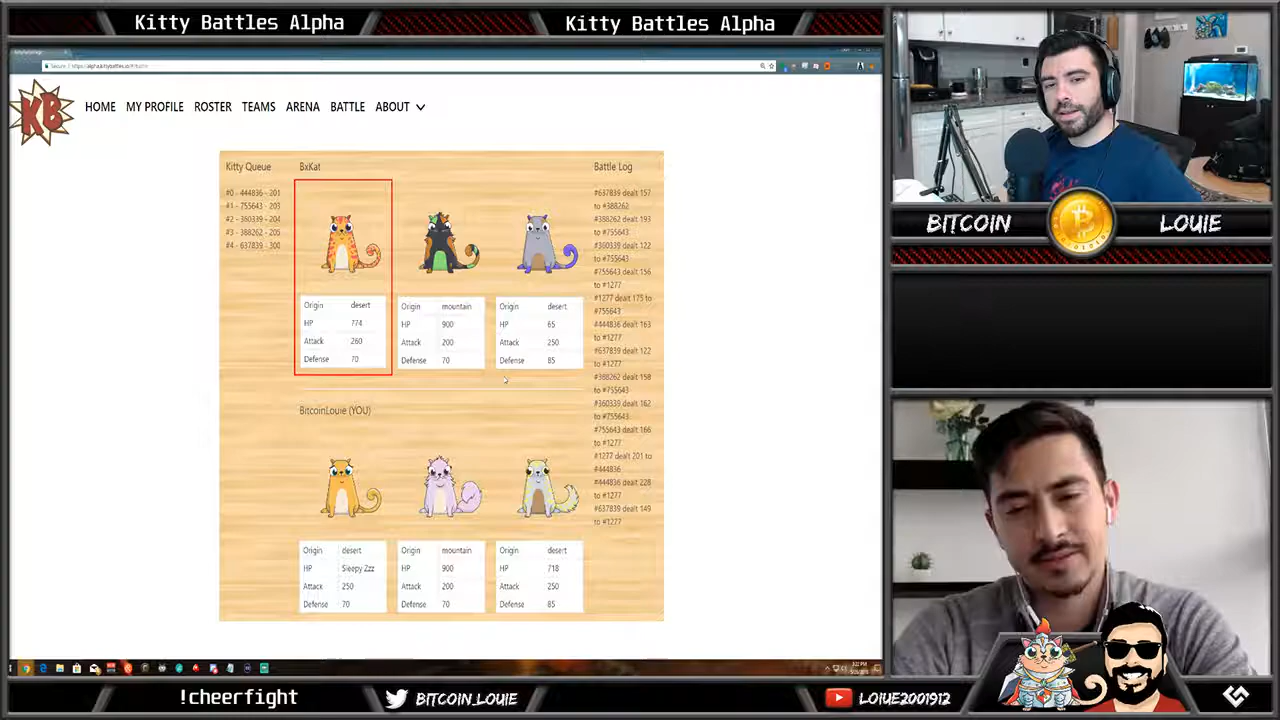 Kitty Battles Alpha
Kitty Battles Alpha
KB
HOME MY PROFILE ROSTER TEAMS ARENA BATTLE ABOUT
Kitty Queue
#0 - 444836 - 201
#1 - 755643 - 203
#2 - 360339 - 204
#3 - 388262 - 205
#4 - 637839 - 300
BxKat
Origin desert
HP 774
Attack 260
Defense 70
Origin mountain
HP 900
Attack 200
Defense 70
Origin desert
HP 65
Attack 250
Defense 85
BitcoinLouie (YOU)
Origin desert
HP Sleepy Zzz
Attack 250
Defense 70
Origin mountain
HP 900
Attack 200
Defense 70
Origin desert
HP 718
Attack 250
Defense 85
Battle Log
#637839 dealt 157
to #388262
#388262 dealt 193
to #755643
#360339 dealt 122
to #755643
#755643 dealt 156
to #1277
#1277 dealt 175 to
#755643
#444836 dealt 163
to #1277
#637839 dealt 122
to #1277
#388262 dealt 158
to #755643
#360339 dealt 162
to #755643
#755643 dealt 166
to #1277
#1277 dealt 201 to
#444836
#444836 dealt 228
to #1277
#637839 dealt 149
to #1277
BITCOIN LOUIE
!cheerfight
BITCOIN_LOUIE
LOIUE2001912